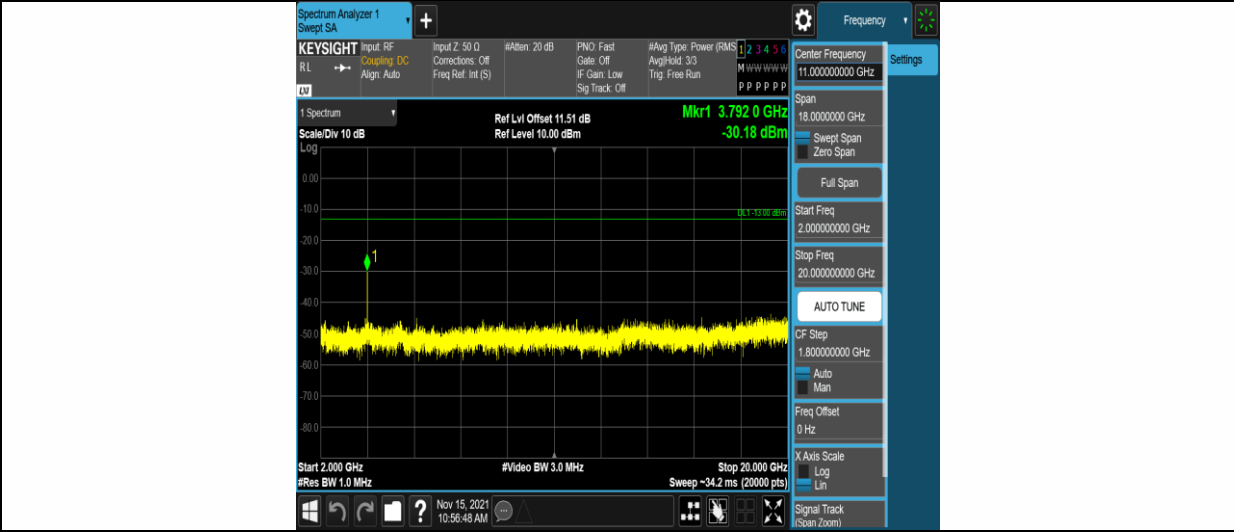 Spectrum Analyzer 1
Swept SA
+
Frequency
KEYSIGHT
RL
LXI
Input: RF
Coupling: DC
Align: Auto
Input Z: 50 Ω
Corrections: Off
Freq Ref: Int (S)
#Atten: 20 dB
PNO: Fast
Gate: Off
IF Gain: Low
Sig Track: Off
#Avg Type: Power (RMS
Avg|Hold: 3/3
Trig: Free Run
1 2 3 4 5 6
M W W W W W
P P P P P P
Center Frequency
11.000000000 GHz
Settings
Span
18.0000000 GHz
Swept Span
Zero Span
Full Span
Start Freq
2.000000000 GHz
Stop Freq
20.000000000 GHz
AUTO TUNE
CF Step
1.800000000 GHz
Auto
Man
Freq Offset
0 Hz
X Axis Scale
Log
Lin
Signal Track
(Span Zoom)
1 Spectrum
Scale/Div 10 dB
Ref Lvl Offset 11.51 dB
Ref Level 10.00 dBm
Mkr1 3.792 0 GHz
-30.18 dBm
Log
0.00
-10.0
DL1 -13.00 dBm
-20.0
1
-30.0
-40.0
-50.0
-60.0
-70.0
-80.0
Start 2.000 GHz
#Video BW 3.0 MHz
Stop 20.000 GHz
#Res BW 1.0 MHz
Sweep ~34.2 ms (20000 pts)
?
Nov 15, 2021
10:56:48 AM